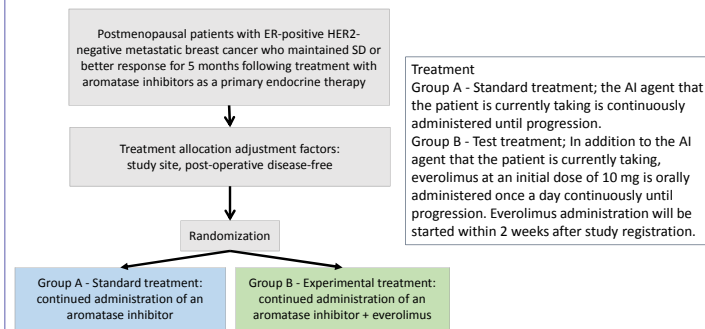 Postmenopausal patients with ER-positive HER2-
negative metastatic breast cancer who maintained SD or
better response for 5 months following treatment with
aromatase inhibitors as a primary endocrine therapy
Treatment allocation adjustment factors:
study site, post-operative disease-free
Randomization
Group A - Standard treatment:
continued administration of an
aromatase inhibitor
Group B - Experimental treatment:
continued administration of an
aromatase inhibitor + everolimus
Treatment
Group A - Standard treatment; the AI agent that
the patient is currently taking is continuously
administered until progression.
Group B - Test treatment; In addition to the AI
agent that the patient is currently taking,
everolimus at an initial dose of 10 mg is orally
administered once a day continuously until
progression. Everolimus administration will be
started within 2 weeks after study registration.